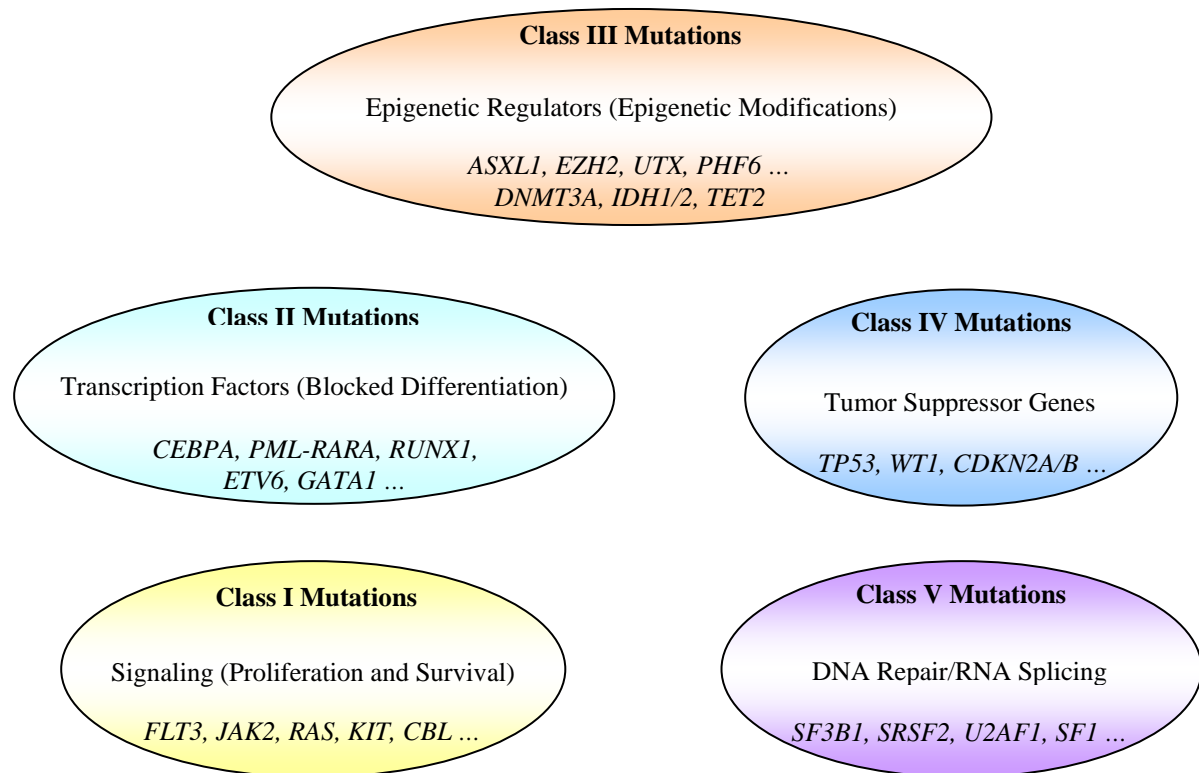 Class III Mutations
Epigenetic Regulators (Epigenetic Modifications)
ASXL1, EZH2, UTX, PHF6 ...
DNMT3A, IDH1/2, TET2
Class II Mutations
Transcription Factors (Blocked Differentiation)
CEBPA, PML-RARA, RUNX1,
ETV6, GATA1 ...
Class IV Mutations
Tumor Suppressor Genes
TP53, WT1, CDKN2A/B ...
Class I Mutations
Signaling (Proliferation and Survival)
FLT3, JAK2, RAS, KIT, CBL ...
Class V Mutations
DNA Repair/RNA Splicing
SF3B1, SRSF2, U2AF1, SF1 ...